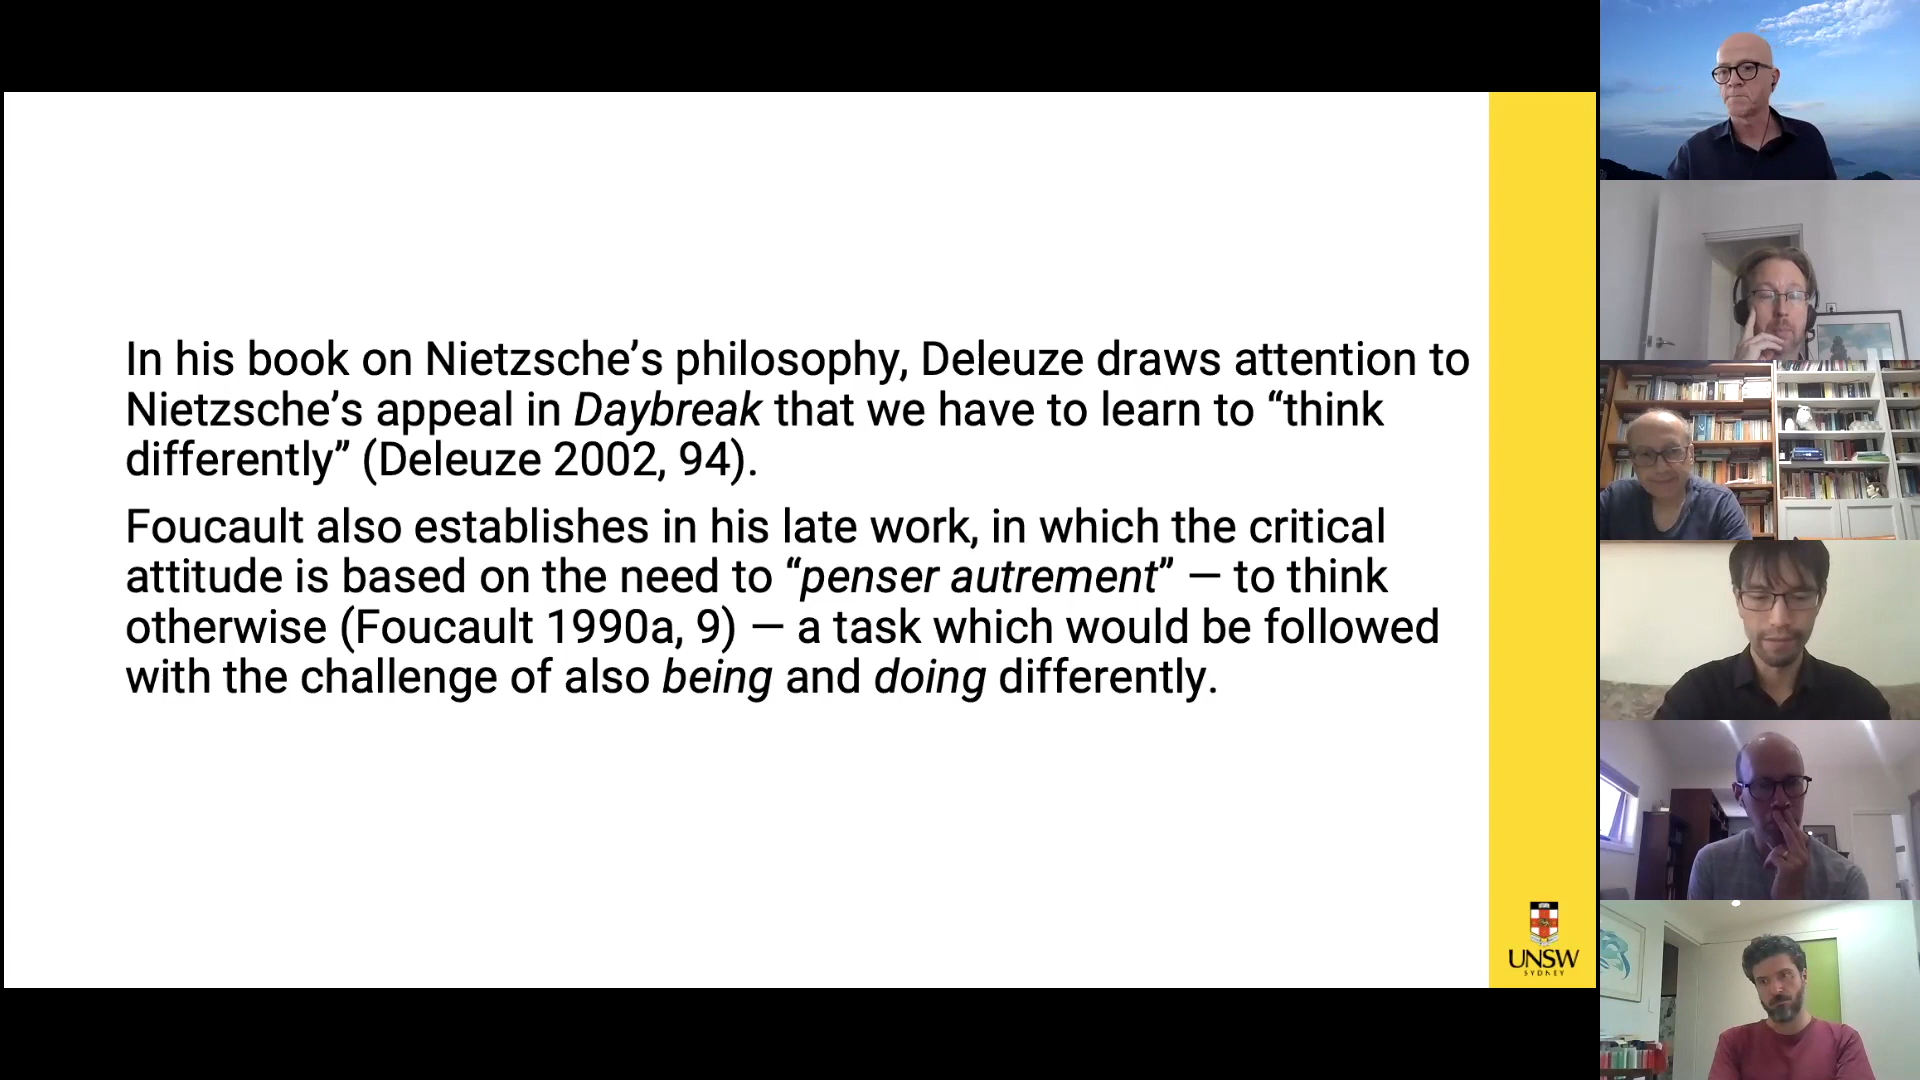 In his book on Nietzsche’s philosophy, Deleuze draws attention to
Nietzsche’s appeal in Daybreak that we have to learn to “think
differently” (Deleuze 2002, 94).
Foucault also establishes in his late work, in which the critical
attitude is based on the need to “penser autrement” — to think
otherwise (Foucault 1990a, 9) — a task which would be followed
with the challenge of also being and doing differently.
UNSW
SYDNEY